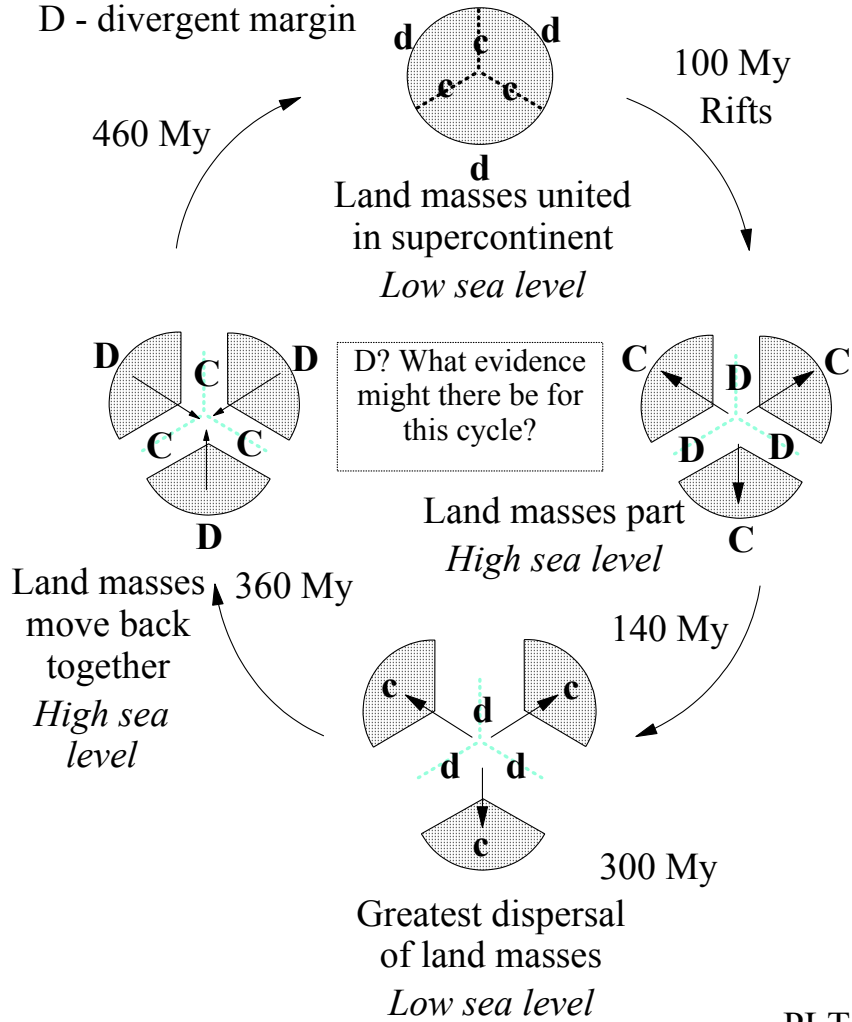 D - divergent margin
d
c
d
c
c
d
100 My
Rifts
460 My
Land masses united
in supercontinent
Low sea level
D
C
D
C
C
D
D? What evidence
might there be for
this cycle?
C
D
C
D
D
C
Land masses part
High sea level
Land masses
move back
together
High sea
level
360 My
140 My
c
d
c
d
d
c
300 My
Greatest dispersal
of land masses
Low sea level